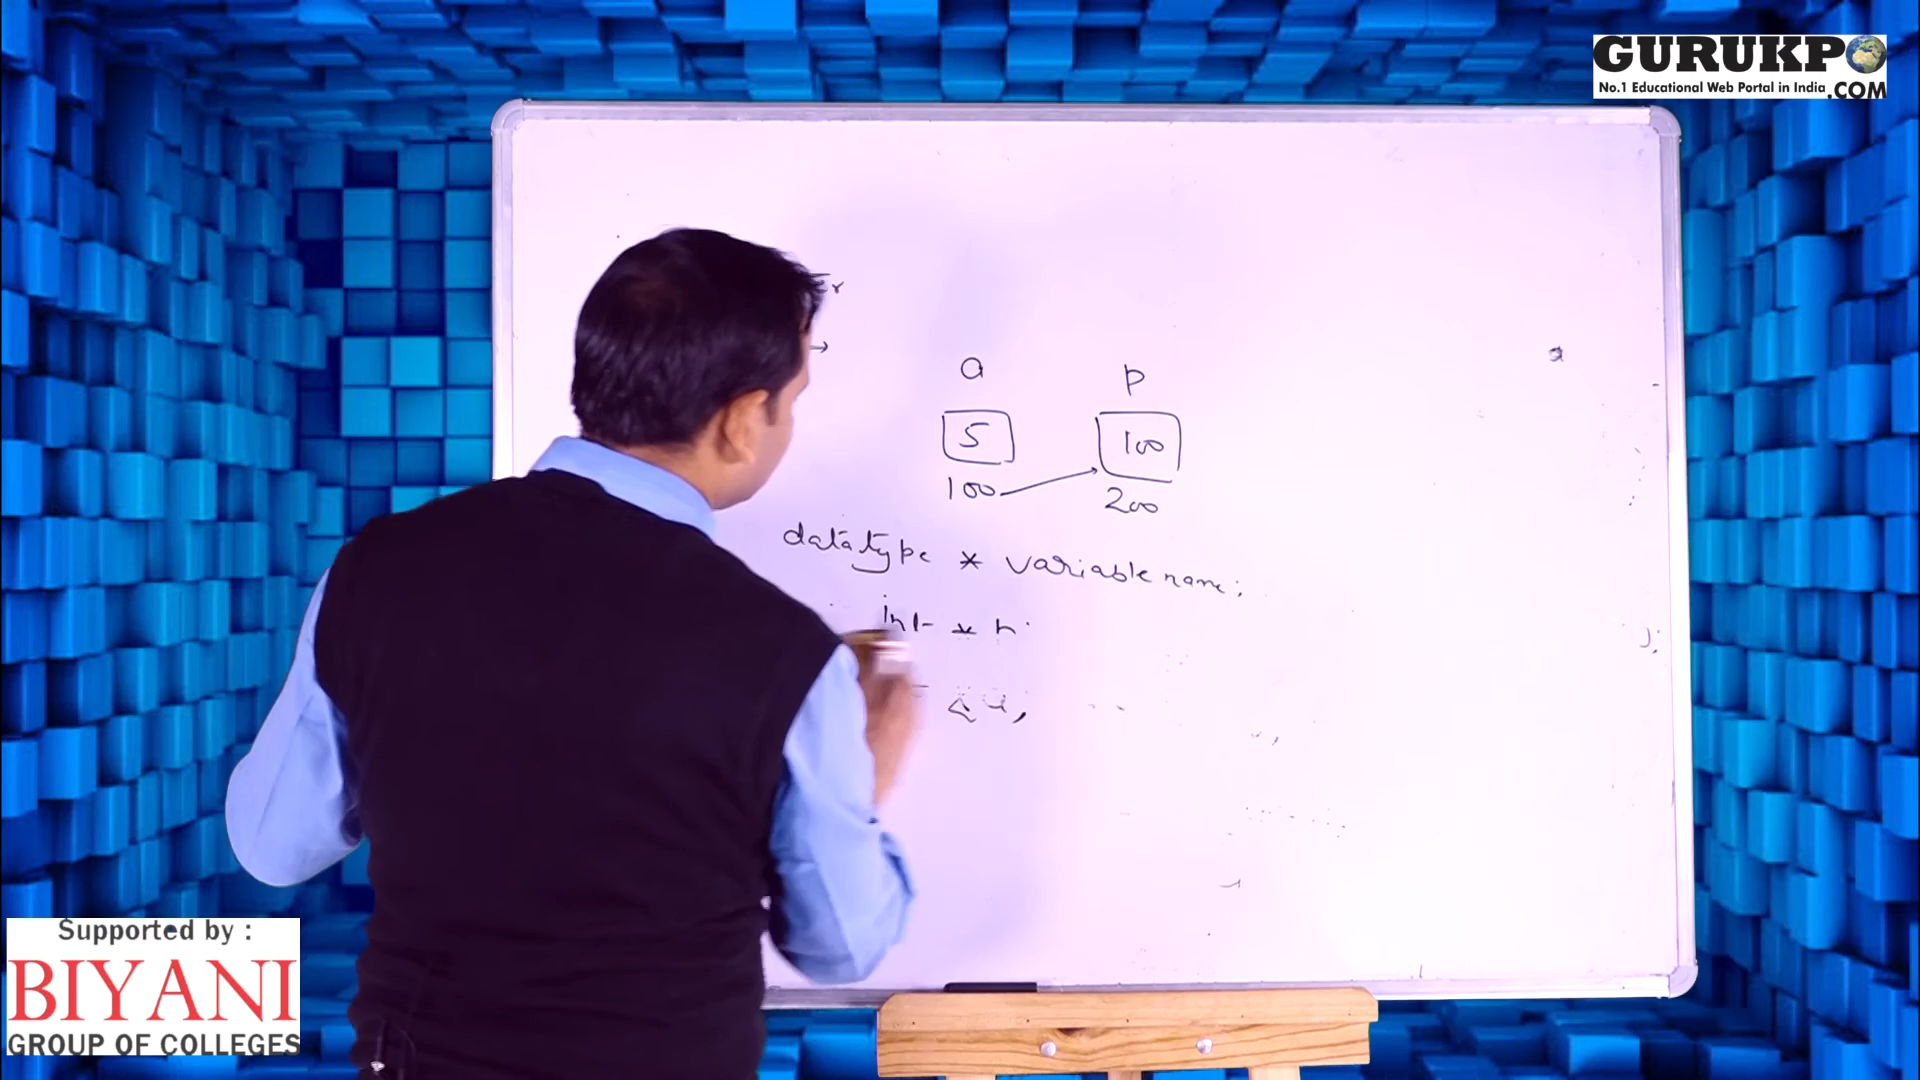 GURUKPO
No.1 Educational Web Portal in India .COM
a p
5 100
100 200
datatype * variable name;
int *
Supported by :
BIYANI
GROUP OF COLLEGES